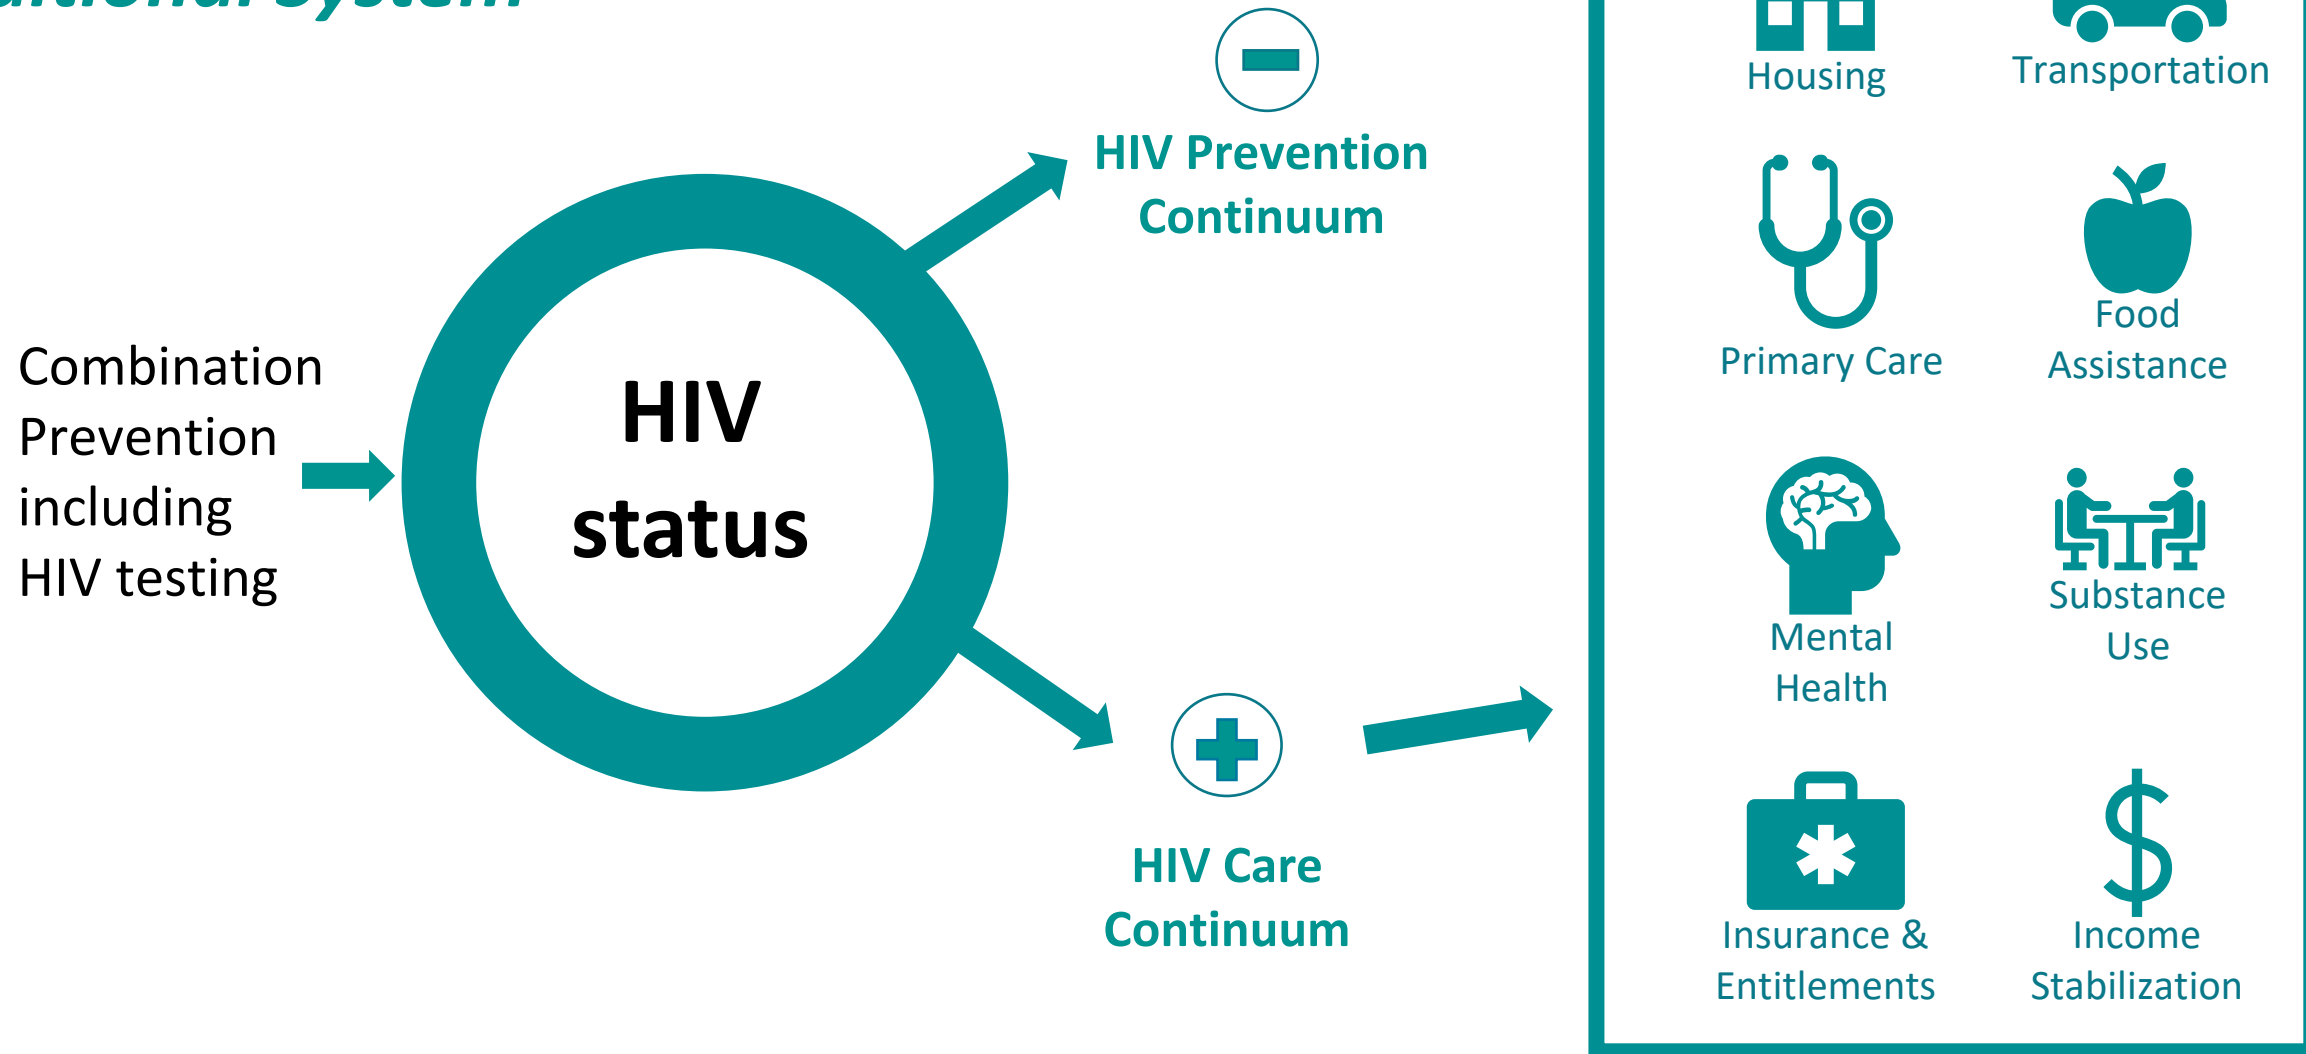 System
Housing
Transportation
HIV Prevention
Continuum
Primary Care
Food
Assistance
Combination
Prevention
including
HIV testing
HIV
status
Mental
Health
Substance
Use
HIV Care
Continuum
Insurance &
Entitlements
Income
Stabilization